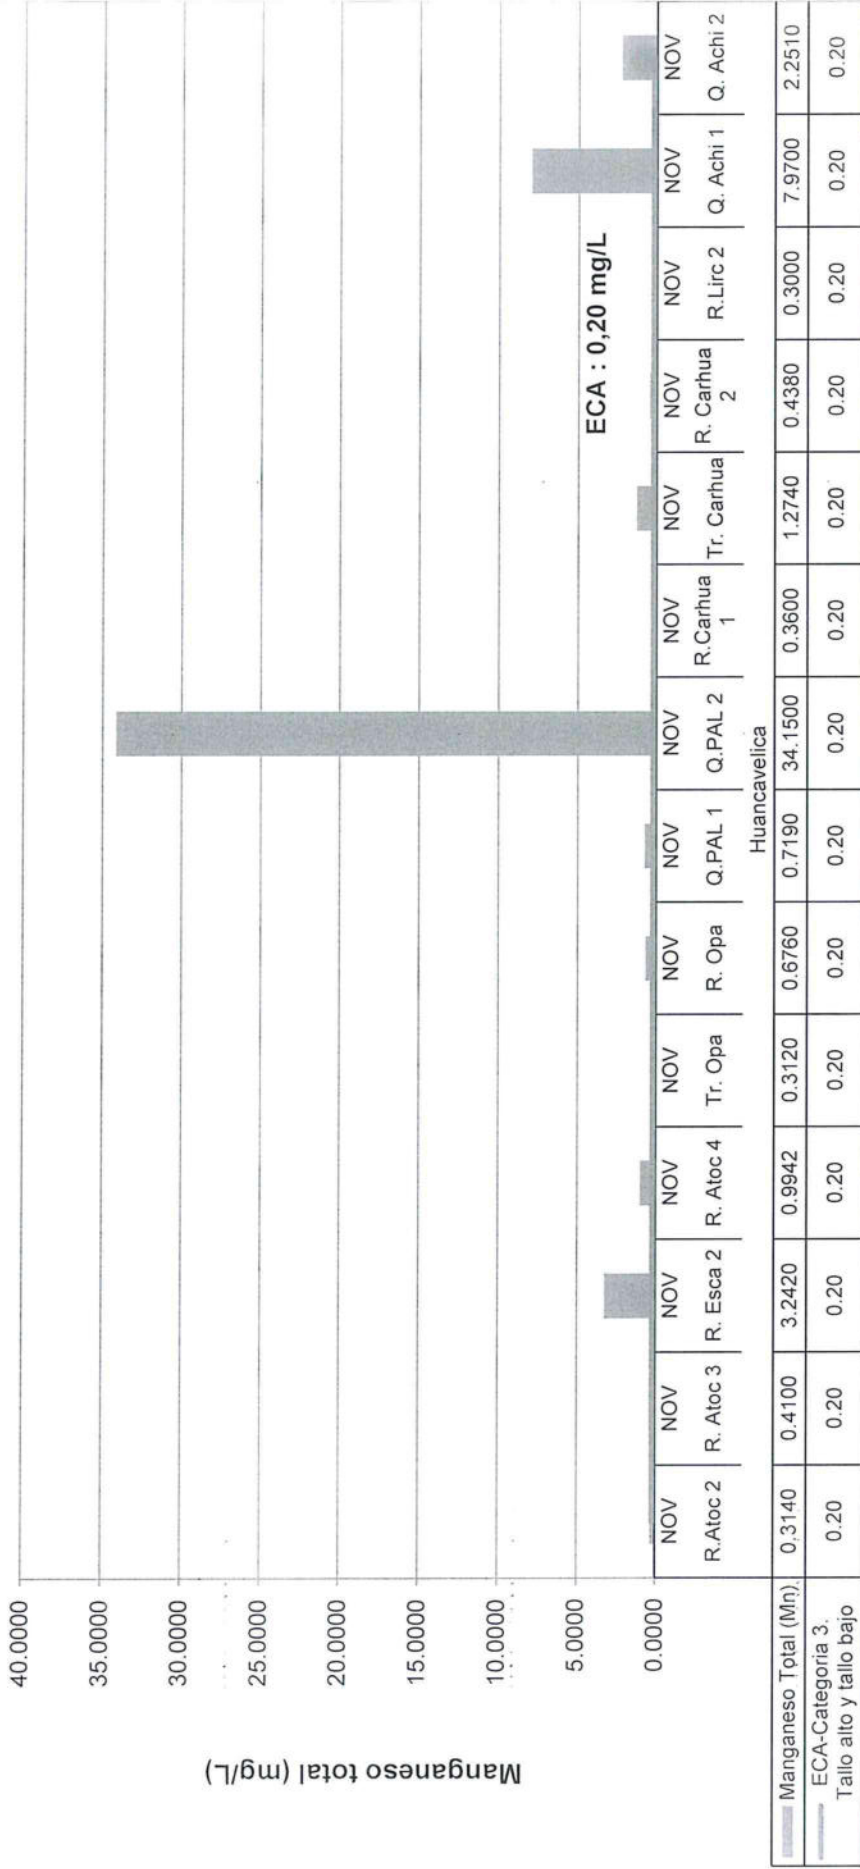 Manganeso total (mg/L)
40.0000
35.0000
30.0000
25.0000
20.0000
15.0000
10.0000
5.0000
0.0000
ECA : 0,20 mg/L
NOV NOV NOV NOV NOV NOV NOV NOV NOV NOV NOV NOV NOV NOV
R.Atoc 2 R. Atoc 3 R. Esca 2 R. Atoc 4 Tr. Opa R. Opa Q.PAL 1 Q.PAL 2 R.Carhua 1 Tr. Carhua R. Carhua 2 R.Lirc 2 Q. Achi 1 Q. Achi 2
Huancavelica
Manganeso Total (Mn). 0,3140 0.4100 3.2420 0.9942 0.3120 0.6760 0.7190 34.1500 0.3600 1.2740 0.4380 0.3000 7.9700 2.2510
ECA-Categoria 3. 0.20 0.20 0.20 0.20 0.20 0.20 0.20 0.20 0.20 0.20 0.20 0.20 0.20 0.20
Tallo alto y tallo bajo